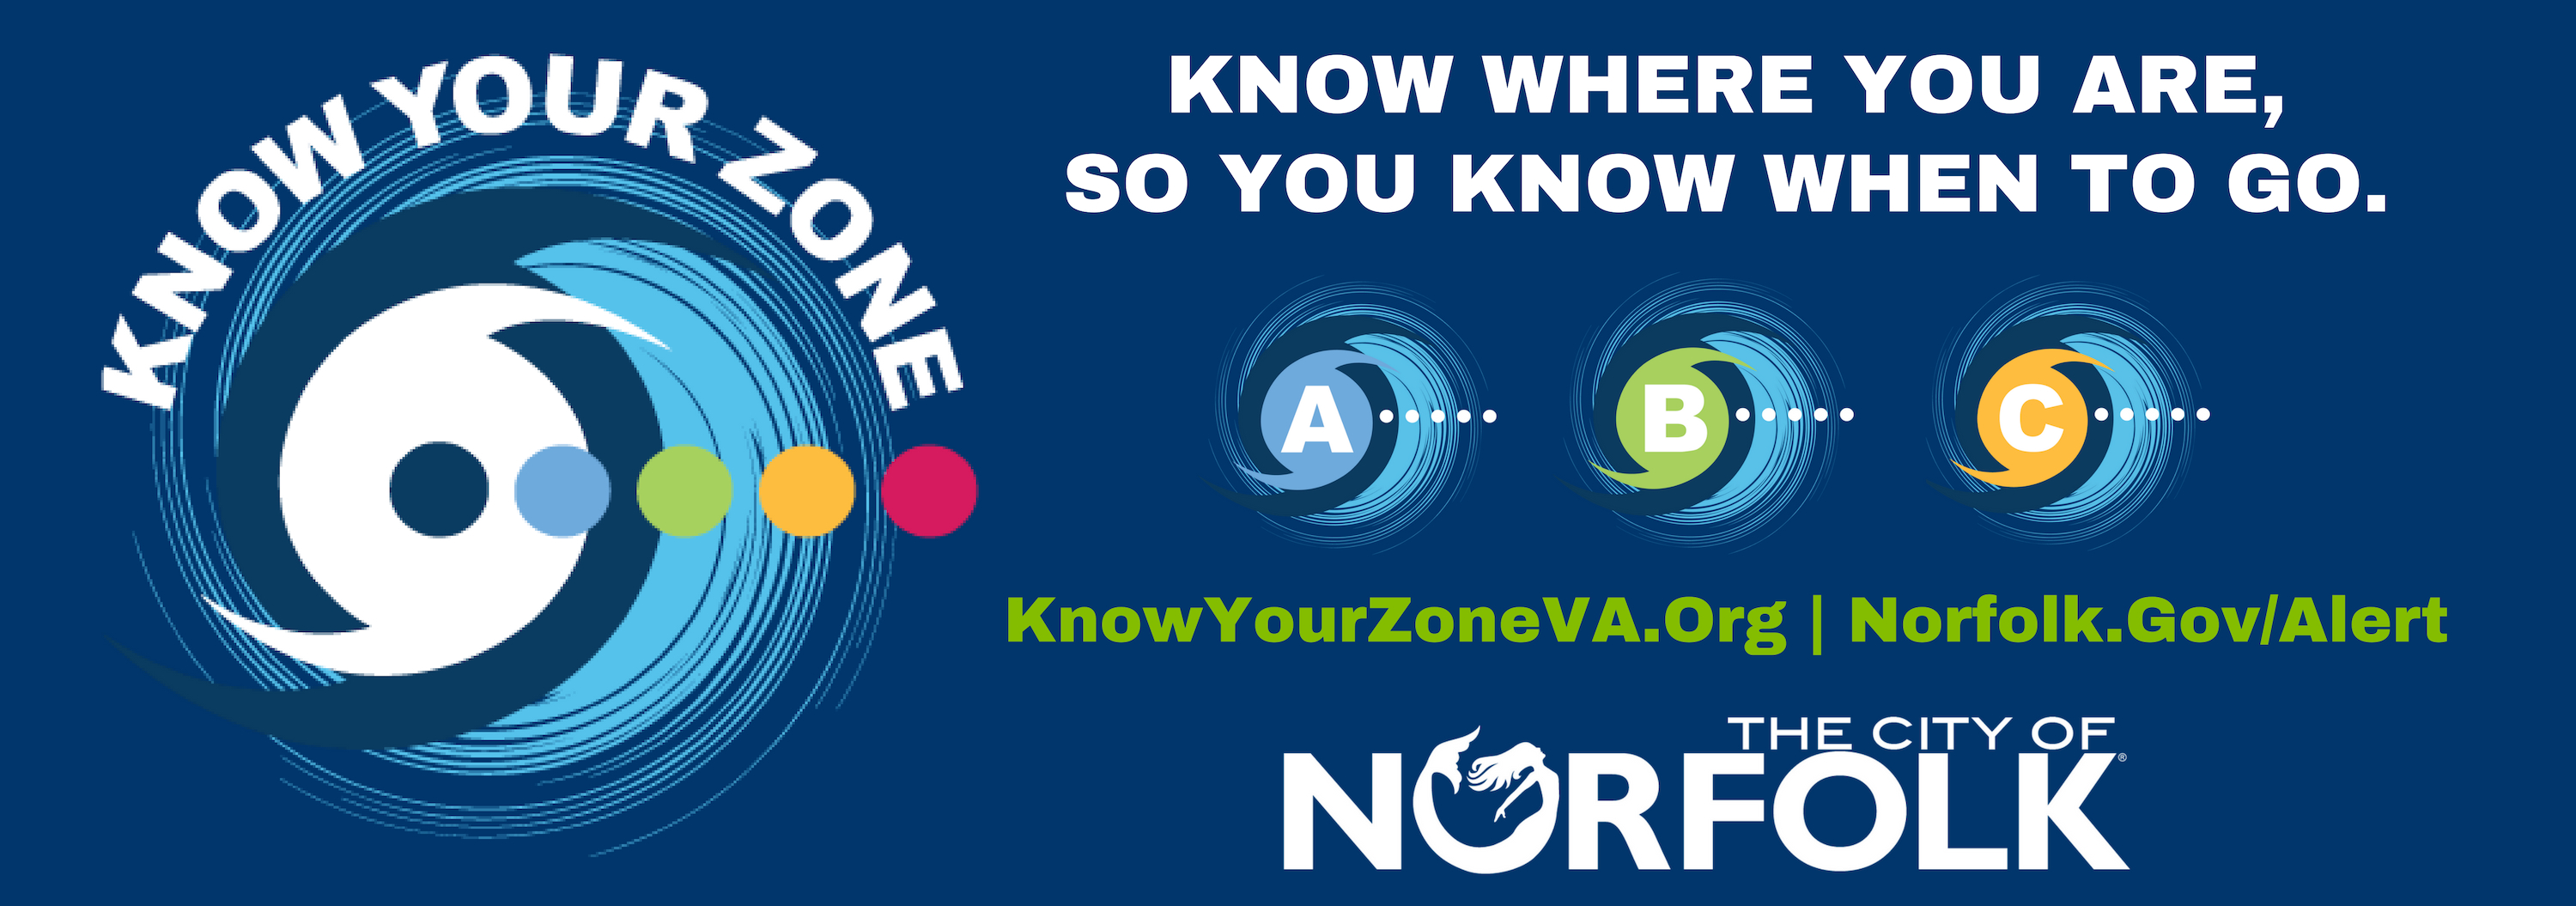 KNOW YOUR ZONE
KNOW WHERE YOU ARE,
SO YOU KNOW WHEN TO GO.
A B C
KnowYourZoneVA.Org | Norfolk.Gov/Alert
THE CITY OF
NORFOLK®